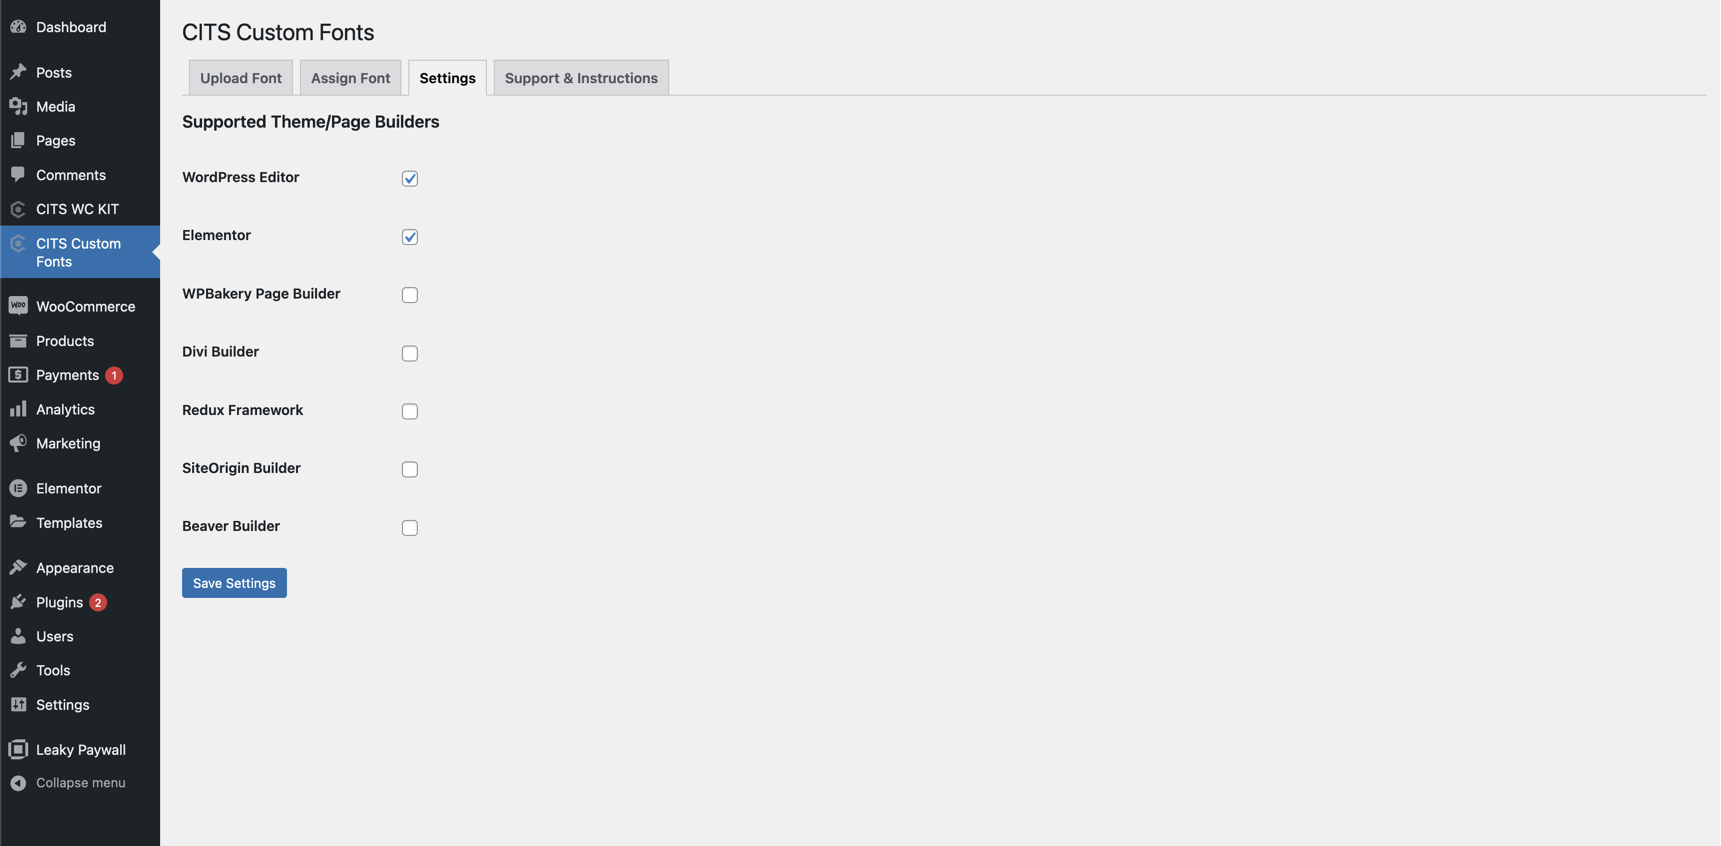 Dashboard
Posts
Media
Pages
Comments
CITS WC KIT
CITS Custom
Fonts
WOO WooCommerce
Products
Payments 1
Analytics
Marketing
Elementor
Templates
Appearance
Plugins 2
Users
Tools
Settings
Leaky Paywall
Collapse menu
CITS Custom Fonts
Upload Font Assign Font Settings Support & Instructions
Supported Theme/Page Builders
WordPress Editor
Elementor
WPBakery Page Builder
Divi Builder
Redux Framework
SiteOrigin Builder
Beaver Builder
Save Settings